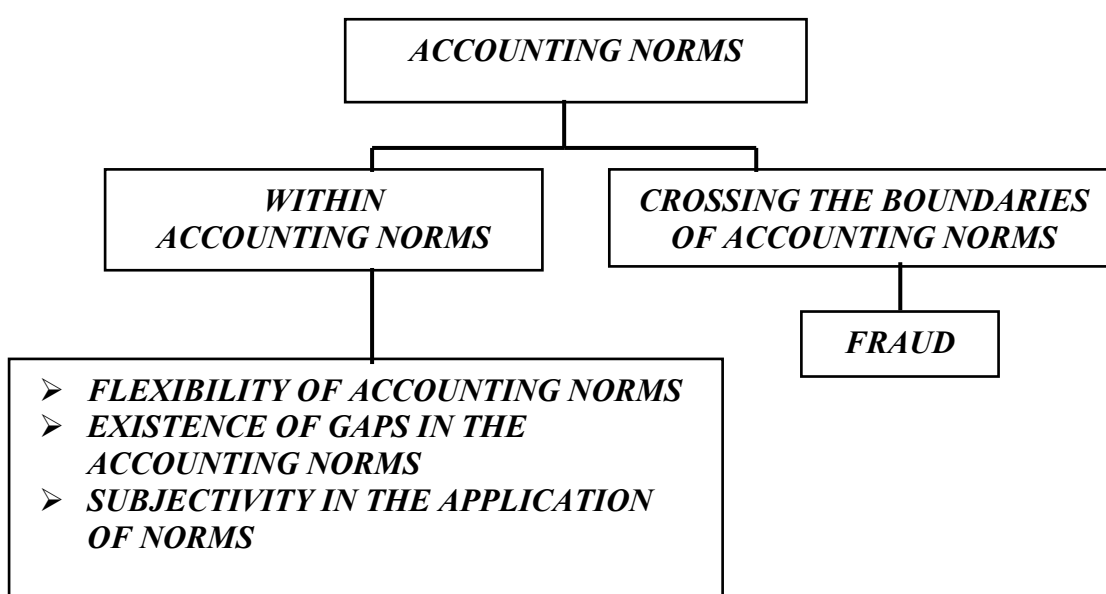 ACCOUNTING NORMS
WITHIN
ACCOUNTING NORMS
CROSSING THE BOUNDARIES
OF ACCOUNTING NORMS
FRAUD
➢ FLEXIBILITY OF ACCOUNTING NORMS
➢ EXISTENCE OF GAPS IN THE
ACCOUNTING NORMS
➢ SUBJECTIVITY IN THE APPLICATION
OF NORMS